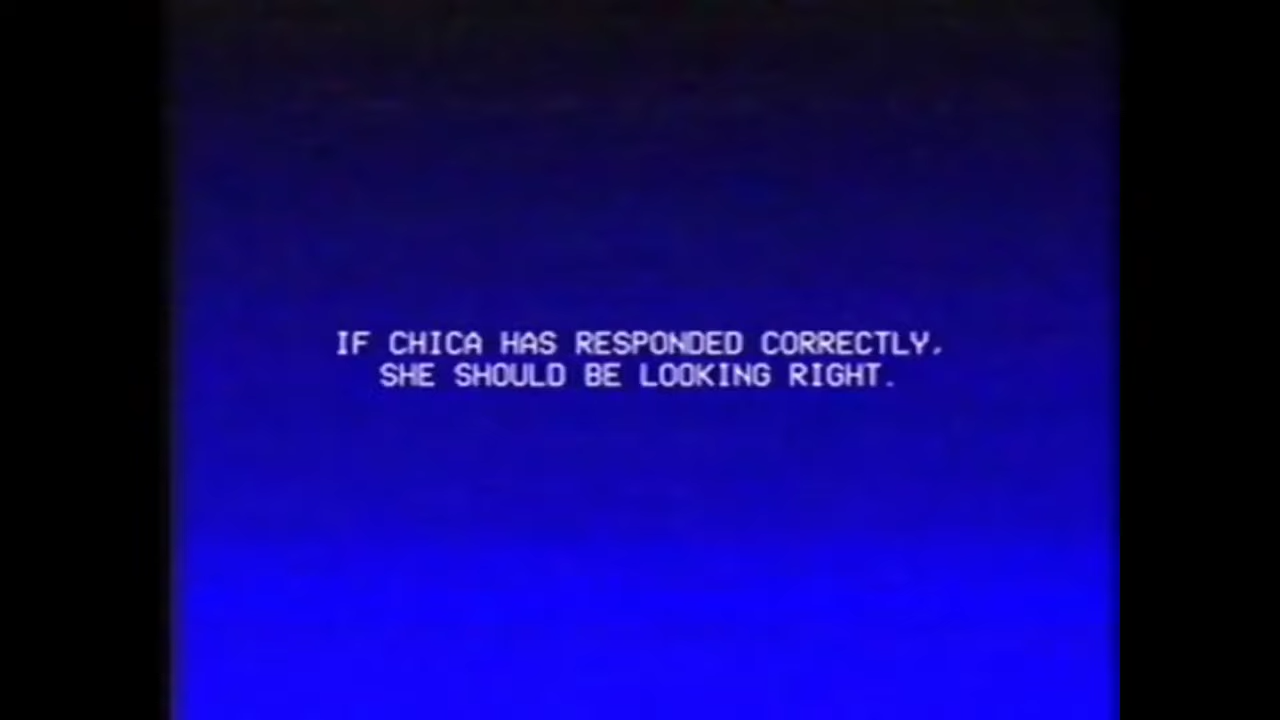 IF CHICA HAS RESPONDED CORRECTLY,
SHE SHOULD BE LOOKING RIGHT.